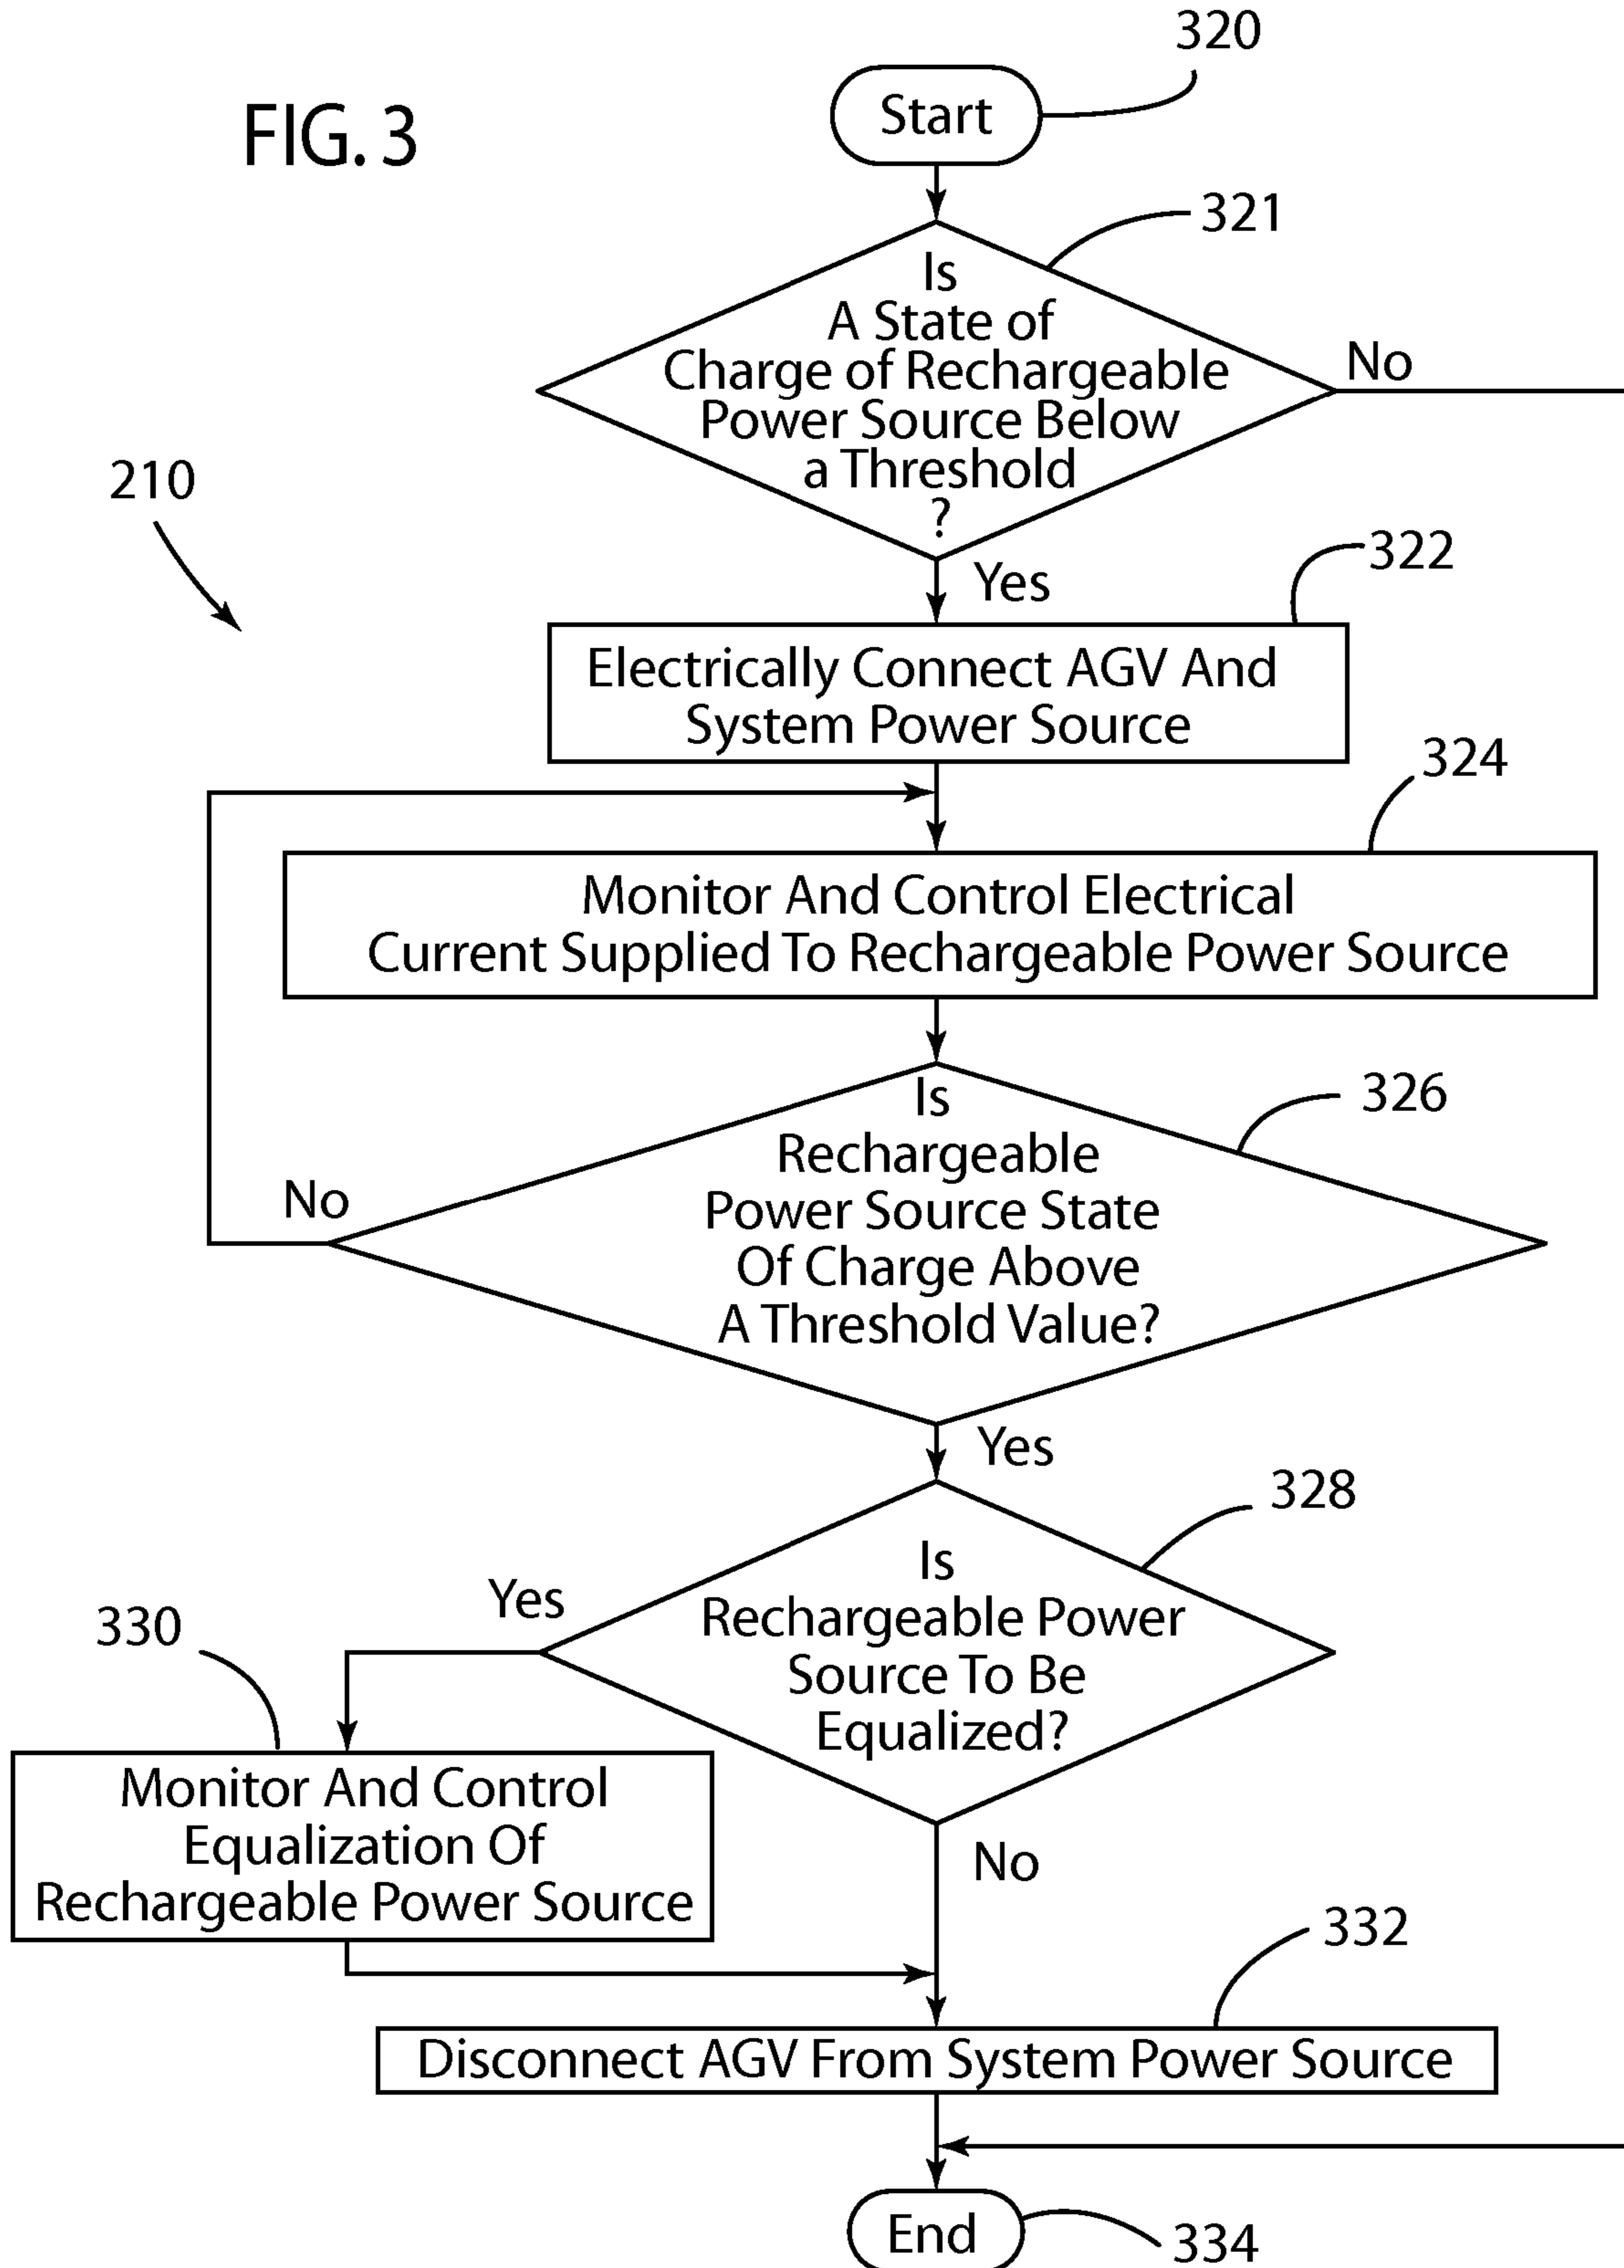 320
FIG. 3
Start
321
Is
A State of
Charge of Rechargeable
Power Source Below
a Threshold
?
No
210
Yes
322
Electrically Connect AGV And
System Power Source
324
Monitor And Control Electrical
Current Supplied To Rechargeable Power Source
326
Is
Rechargeable
Power Source State
Of Charge Above
A Threshold Value?
No
Yes
328
Is
Rechargeable Power
Source To Be
Equalized?
Yes
330
Monitor And Control
Equalization Of
Rechargeable Power Source
No
332
Disconnect AGV From System Power Source
End
334